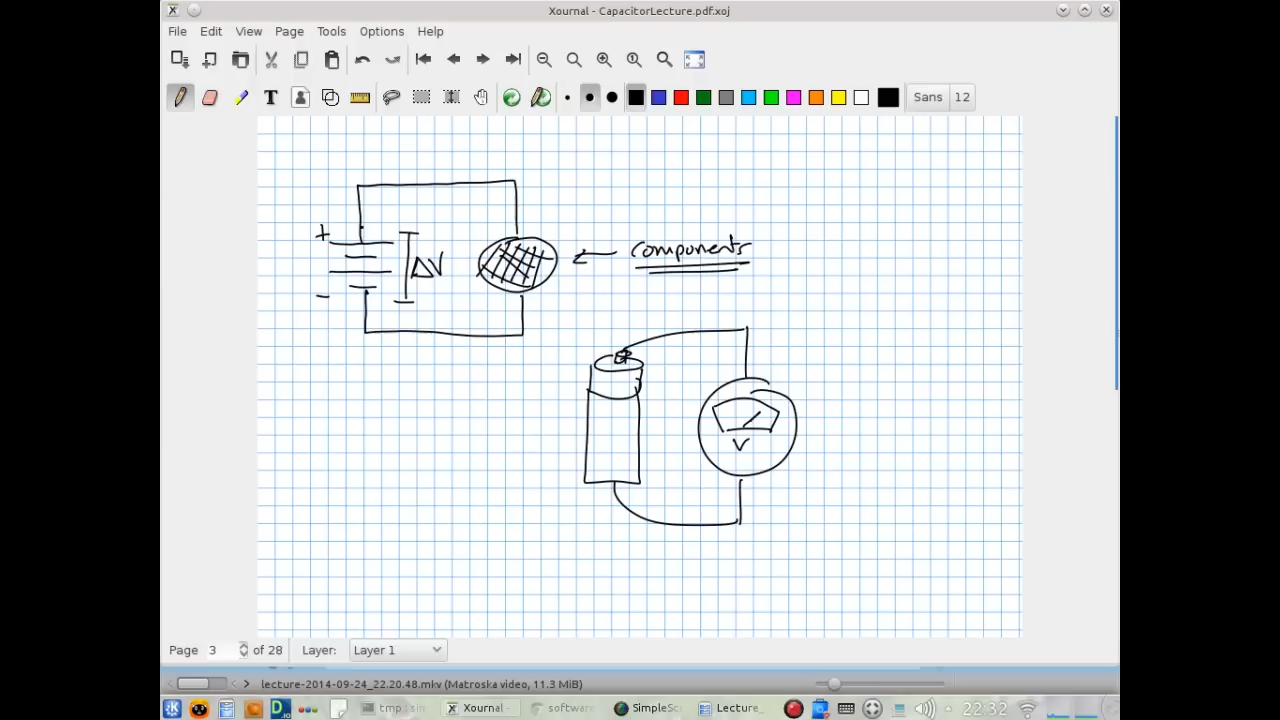 Xournal - CapacitorLecture.pdf.xoj
File Edit View Page Tools Options Help
Sans 12
+
ΔV
-
components
V
Page 3 of 28 Layer: Layer 1
lecture-2014-09-24_22.20.48.mkv (Matroska video, 11.3 MiB)
Xournal - software SimpleSc Lecture_ 22:32